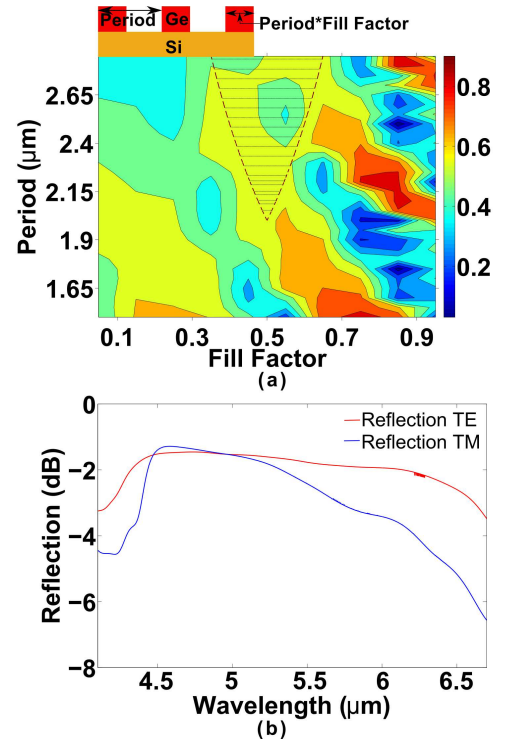 Period
Ge
Period*Fill Factor
Si
Period (μm)
2.65
2.4
2.15
1.9
1.65
0.8
0.6
0.4
0.2
0.1 0.3 0.5 0.7 0.9
Fill Factor
(a)
Reflection (dB)
0
−2
−4
−6
−8
Reflection TE
Reflection TM
4.5 5 5.5 6 6.5
Wavelength (μm)
(b)